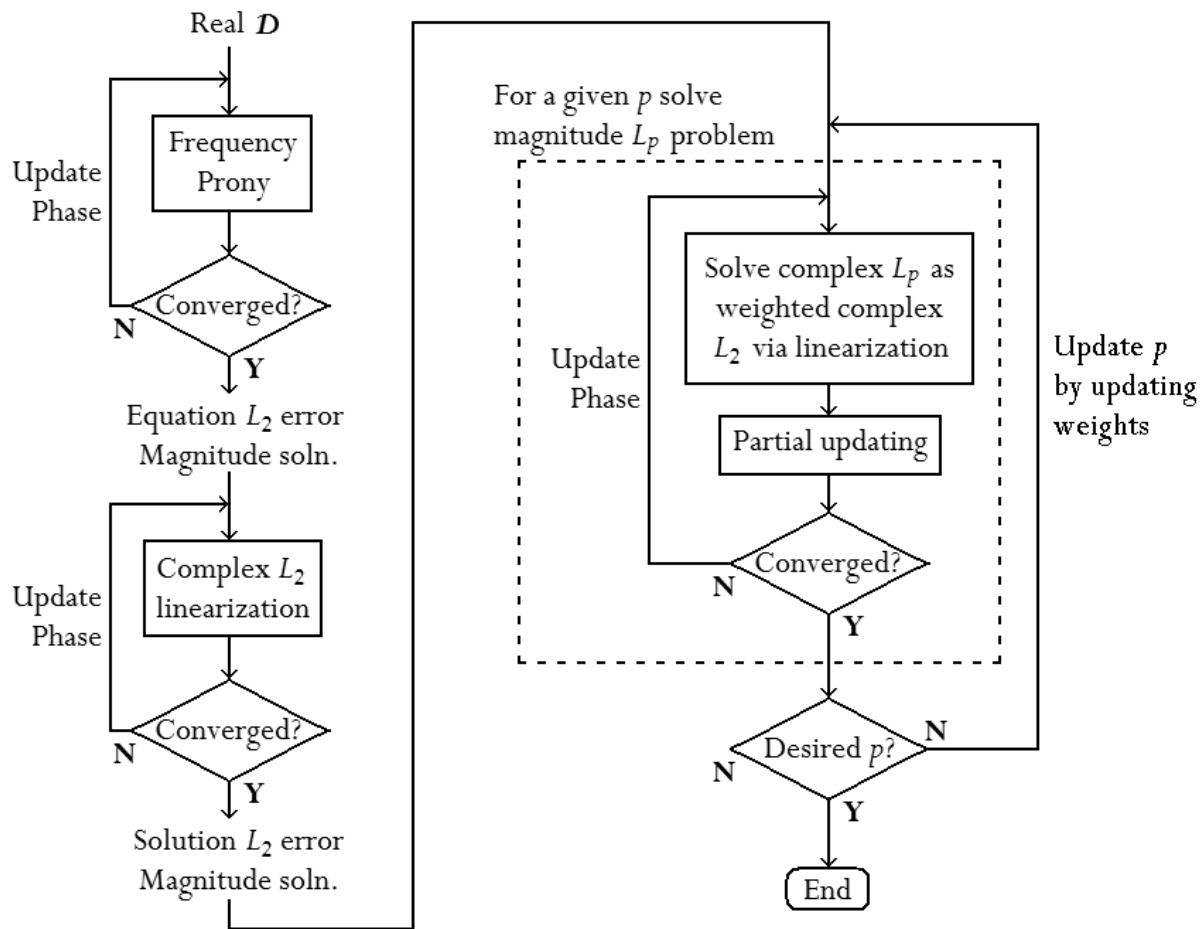 Real 𝒟
Update
Phase
Frequency
Prony
Converged?
N
Y
Equation L₂ error
Magnitude soln.
Update
Phase
Complex L₂
linearization
Converged?
N
Y
Solution L₂ error
Magnitude soln.
For a given p solve
magnitude Lₚ problem
Solve complex Lₚ as
weighted complex
L₂ via linearization
Update
Phase
Partial updating
Converged?
N
Y
Update p
by updating
weights
Desired p?
N
N
Y
End